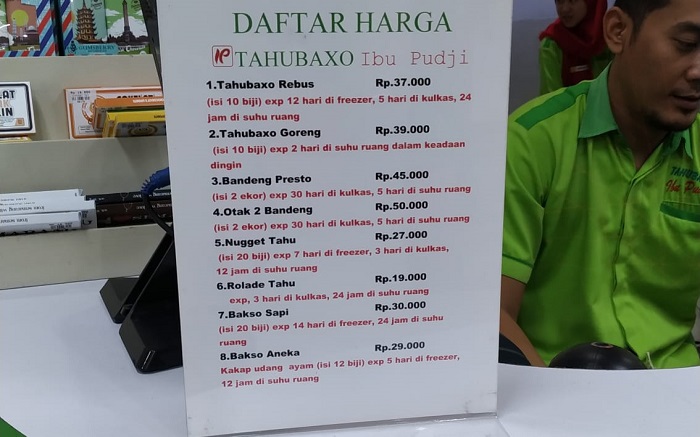 DAFTAR HARGA
IP TAHUBAXO Ibu Pudji
1.Tahubaxo Rebus Rp.37.000
(isi 10 biji) exp 12 hari di freezer, 5 hari di kulkas, 24
jam di suhu ruang
2.Tahubaxo Goreng Rp.39.000
(isi 10 biji) exp 2 hari di suhu ruang dalam keadaan
dingin
3.Bandeng Presto Rp.45.000
(isi 2 ekor) exp 30 hari di kulkas, 5 hari di suhu ruang
4.Otak 2 Bandeng Rp.50.000
(isi 2 ekor) exp 30 hari di kulkas, 5 hari di suhu ruang
5.Nugget Tahu Rp.27.000
(isi 20 biji) exp 7 hari di freezer, 3 hari di kulkas,
12 jam di suhu ruang
6.Rolade Tahu Rp.19.000
exp, 3 hari di kulkas, 24 jam di suhu ruang
7.Bakso Sapi Rp.30.000
(isi 20 biji) exp 14 hari di freezer, 24 jam di suhu
ruang
8.Bakso Aneka Rp.29.000
Kakap udang ayam (isi 12 biji) exp 5 hari di freezer,
12 jam di suhu ruang